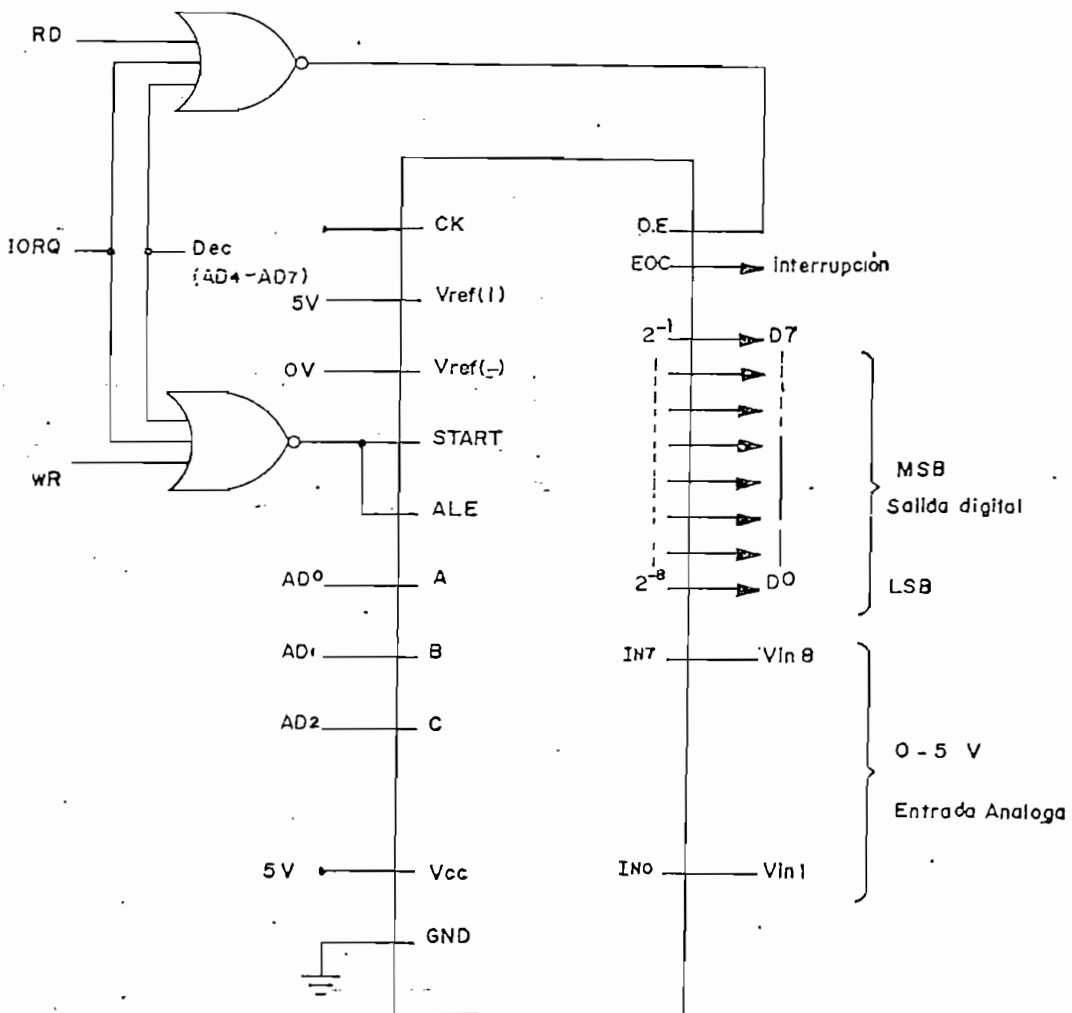 RD
CK
O.E
IORQ
Dec
(AD4-AD7)
EOC
interrupción
5V
Vref(l)
2⁻¹
D7
0V
Vref(-)
START
MSB
WR
Salida digital
ALE
AD0
A
2⁻⁸
D0
LSB
AD1
B
IN7
Vin 8
AD2
C
0 - 5 V
Entrada Analoga
5V
Vcc
IN0
Vin 1
GND